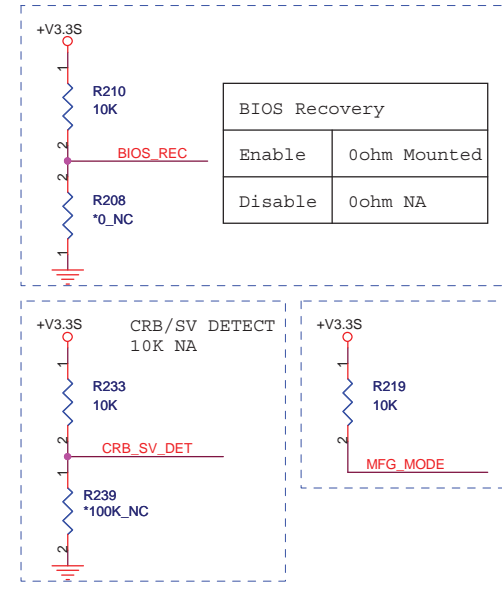 +V3.3S
1
R210
10K
2
BIOS_REC
2
R208
*0_NC
1
BIOS Recovery
Enable 0ohm Mounted
Disable 0ohm NA
+V3.3S
CRB/SV DETECT
10K NA
1
R233
10K
2
CRB_SV_DET
1
R239
*100K_NC
2
+V3.3S
1
R219
10K
2
MFG_MODE